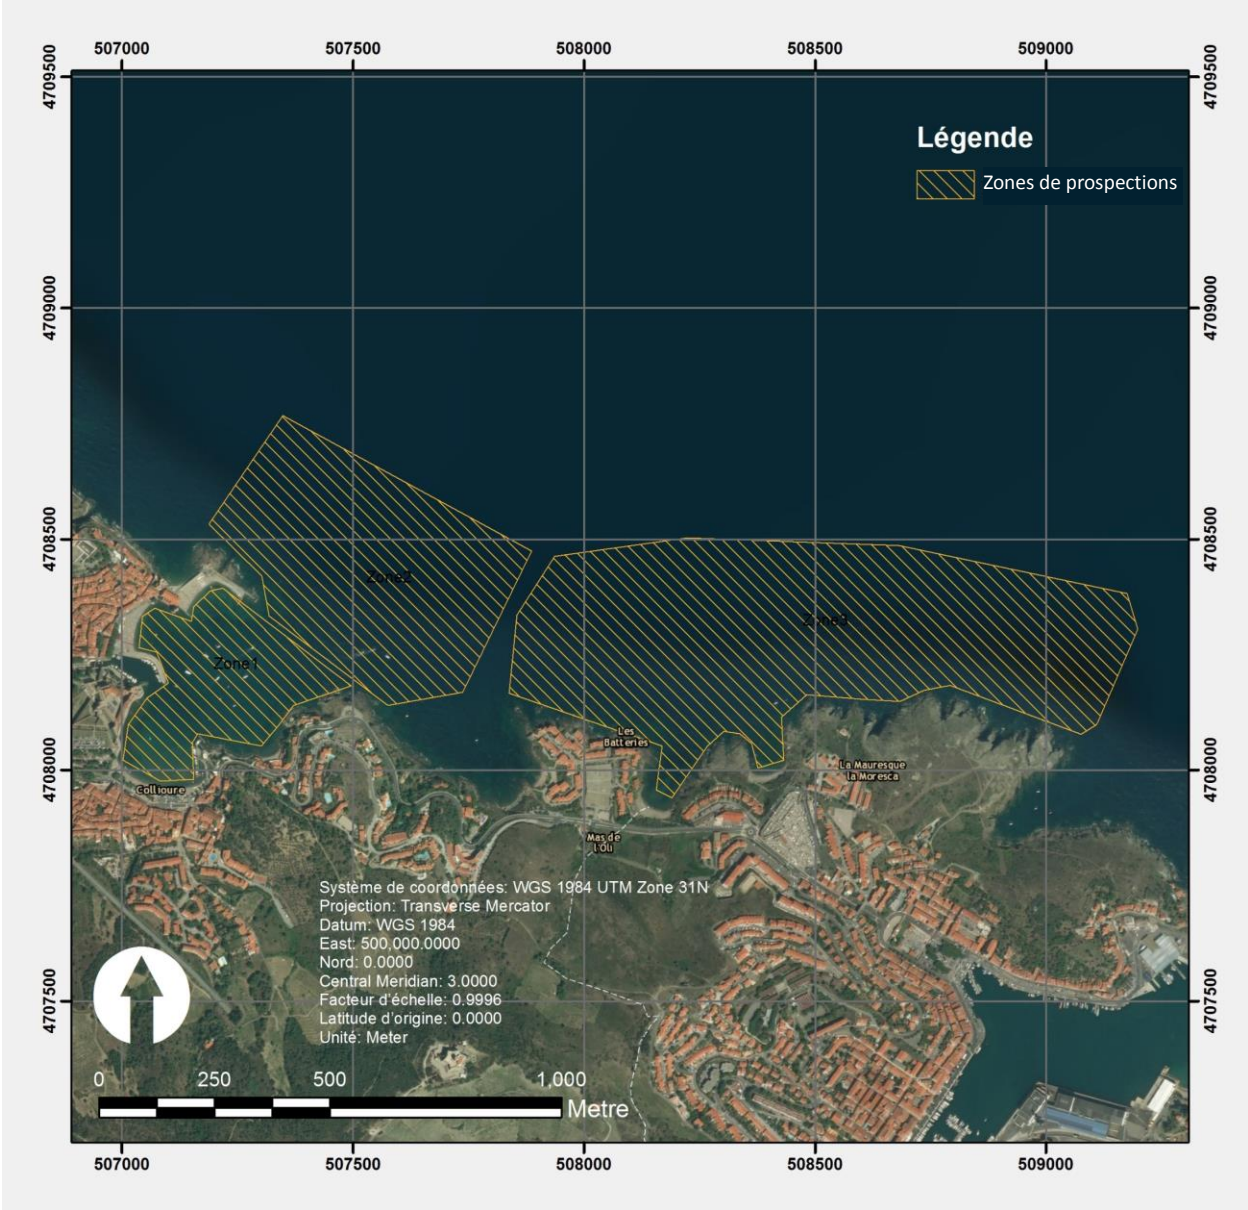 507000 507500 508000 508500 509000
4709500 4709500
Légende
Zones de prospections
4709000 4709000
4708500 4708500
Zone2
Zone3
Zone1
Les
Batteries
4708000 4708000
La Mauresque
la Moresca
Collioure
Mas de
l'Oli
Système de coordonnées: WGS 1984 UTM Zone 31N
Projection: Transverse Mercator
Datum: WGS 1984
East: 500,000.0000
Nord: 0.0000
Central Meridian: 3.0000
Facteur d'échelle: 0.9996
Latitude d'origine: 0.0000
Unité: Meter
4707500 4707500
0 250 500 1,000
Metre
507000 507500 508000 508500 509000